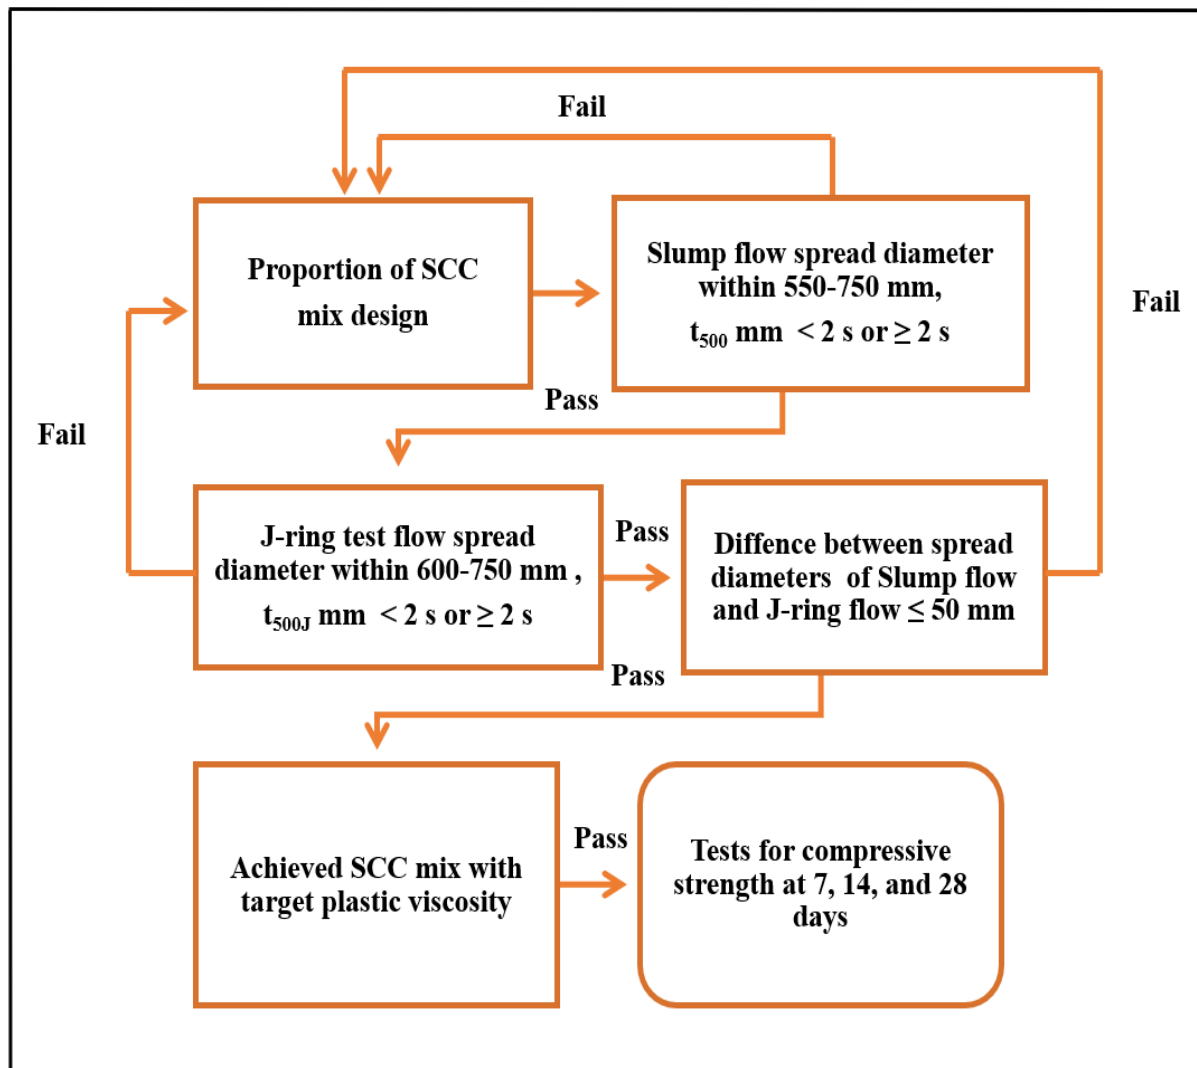 Fail
Proportion of SCC
mix design
Slump flow spread diameter
within 550-750 mm,
t500 mm < 2 s or ≥ 2 s
Fail
Pass
Fail
J-ring test flow spread
diameter within 600-750 mm ,
t500J mm < 2 s or ≥ 2 s
Pass
Diffence between spread
diameters of Slump flow
and J-ring flow ≤ 50 mm
Pass
Achieved SCC mix with
target plastic viscosity
Pass
Tests for compressive
strength at 7, 14, and 28
days